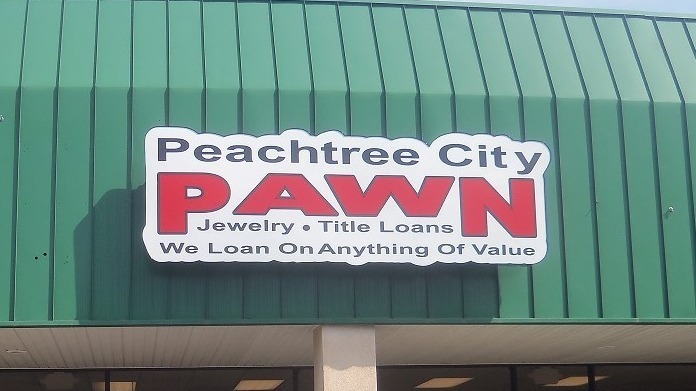 Peachtree City
PAWN
Jewelry • Title Loans
We Loan On Anything Of Value